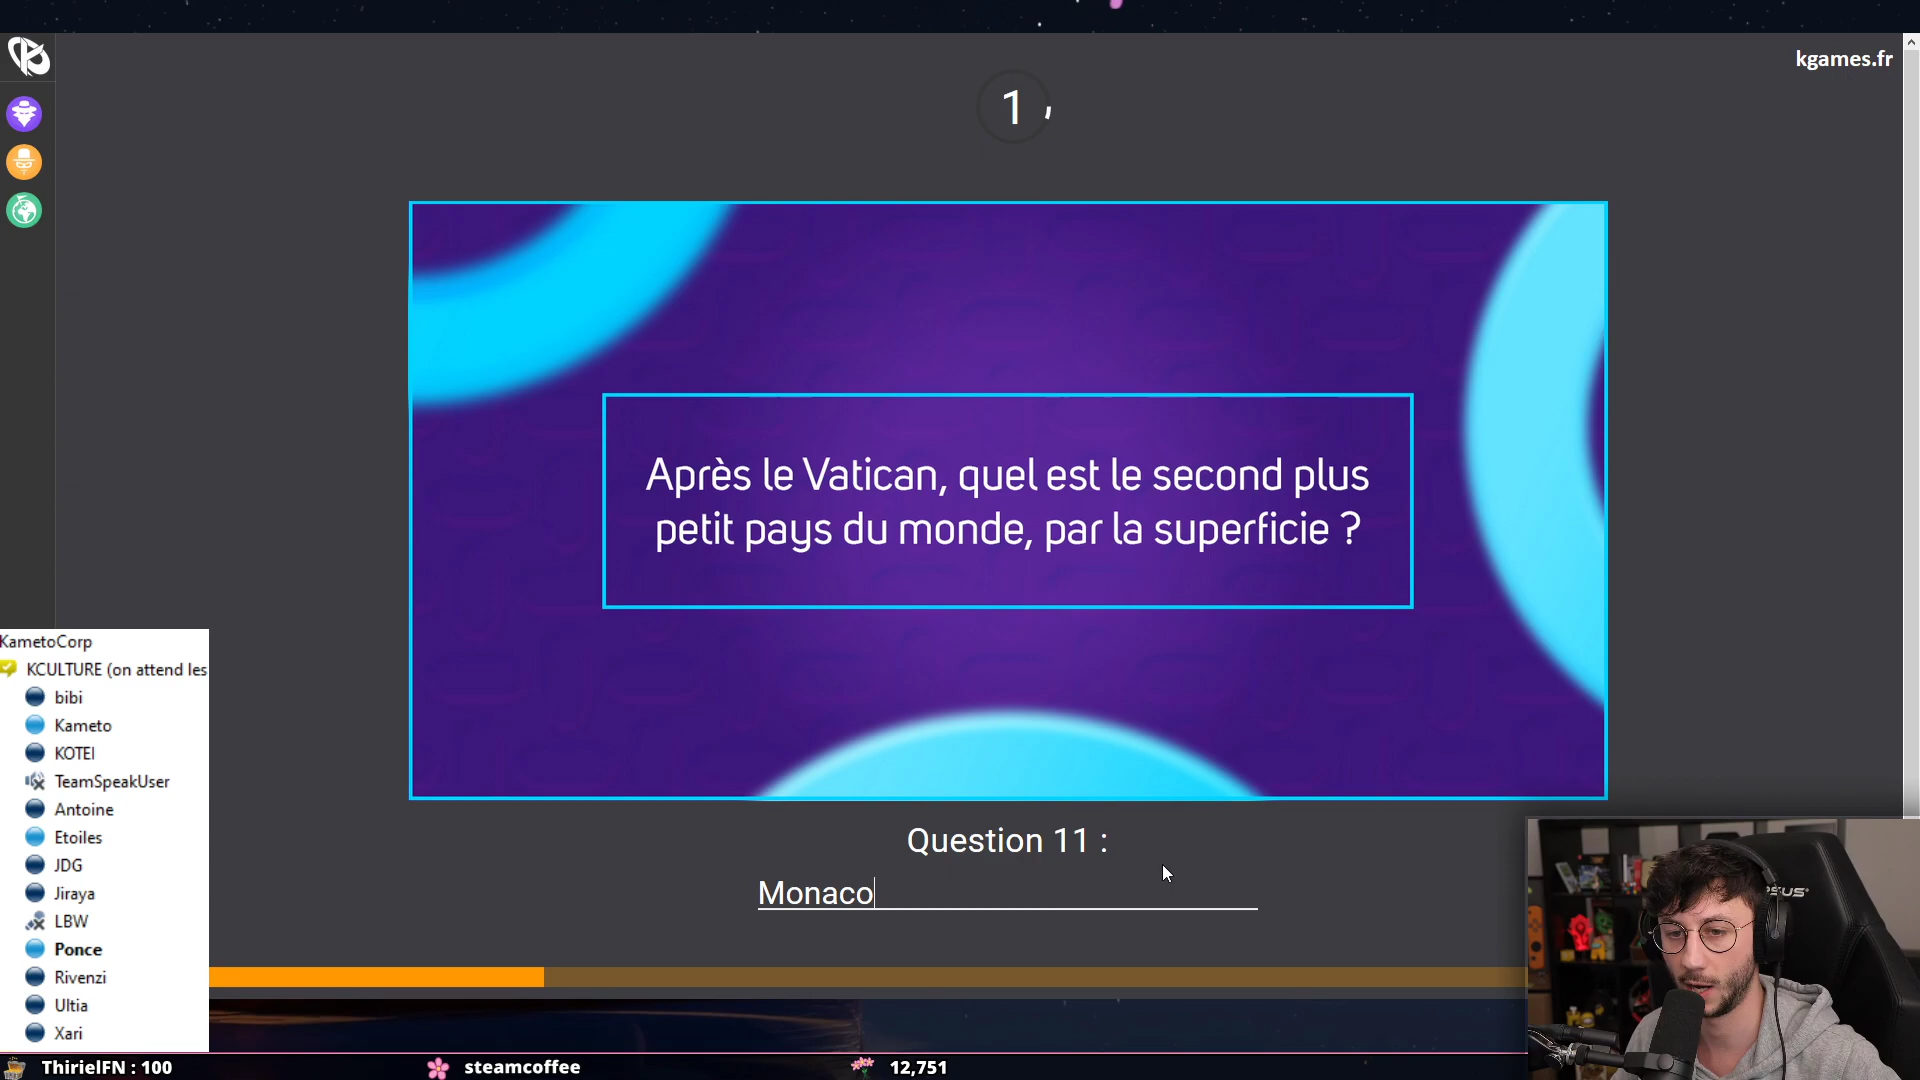 kgames.fr
1
Après le Vatican, quel est le second plus
petit pays du monde, par la superficie ?
Question 11 :
Monaco
KametoCorp
KCULTURE (on attend les
bibi
Kameto
KOTEI
TeamSpeakUser
Antoine
Etoiles
JDG
Jiraya
LBW
Ponce
Rivenzi
Ultia
Xari
ThirielFN : 100
steamcoffee
12,751